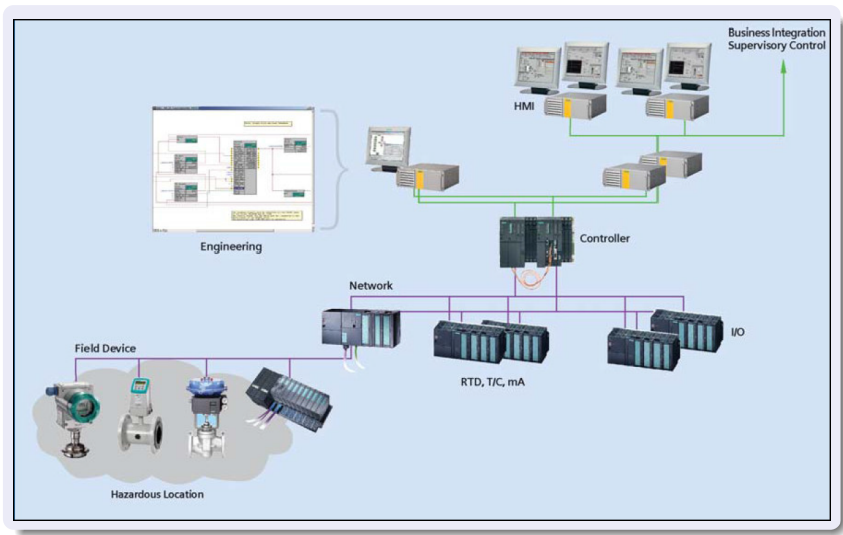 Business Integration
Supervisory Control
HMI
Engineering
Controller
Network
I/O
Field Device
RTD, T/C, mA
Hazardous Location